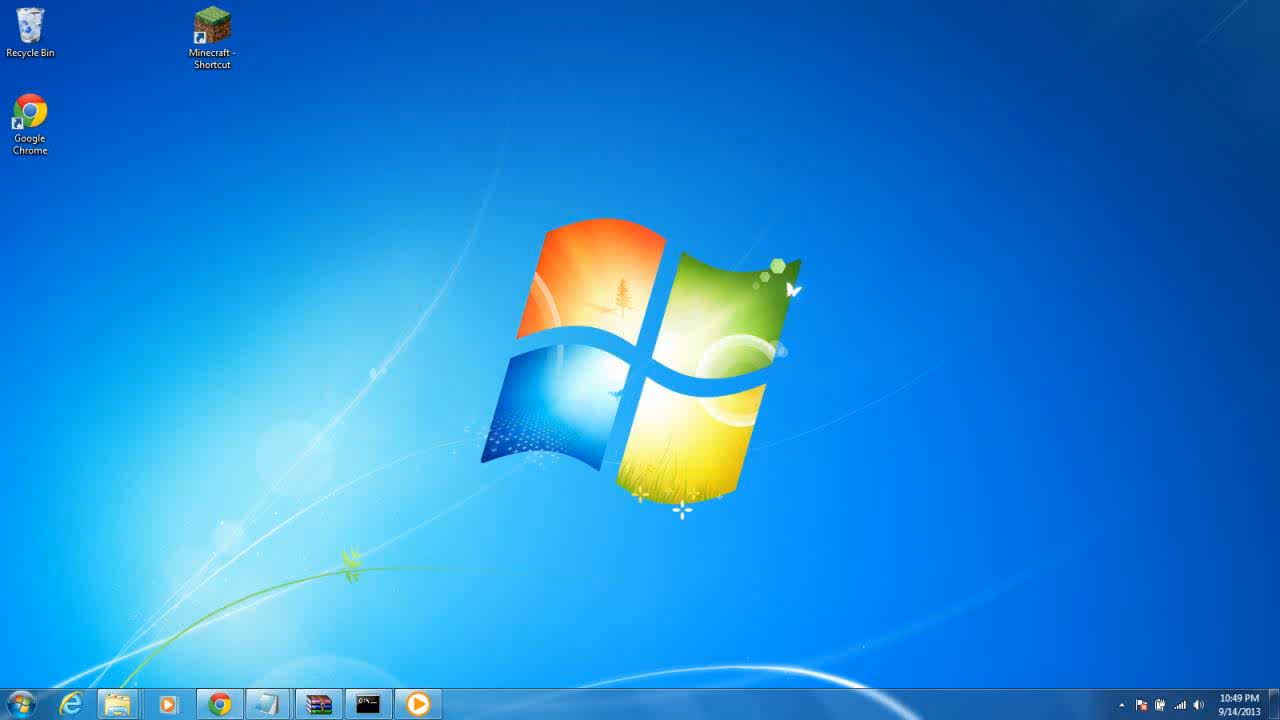 Recycle Bin
Minecraft -
Shortcut
Google
Chrome
C:\.
10:49 PM
9/14/2013